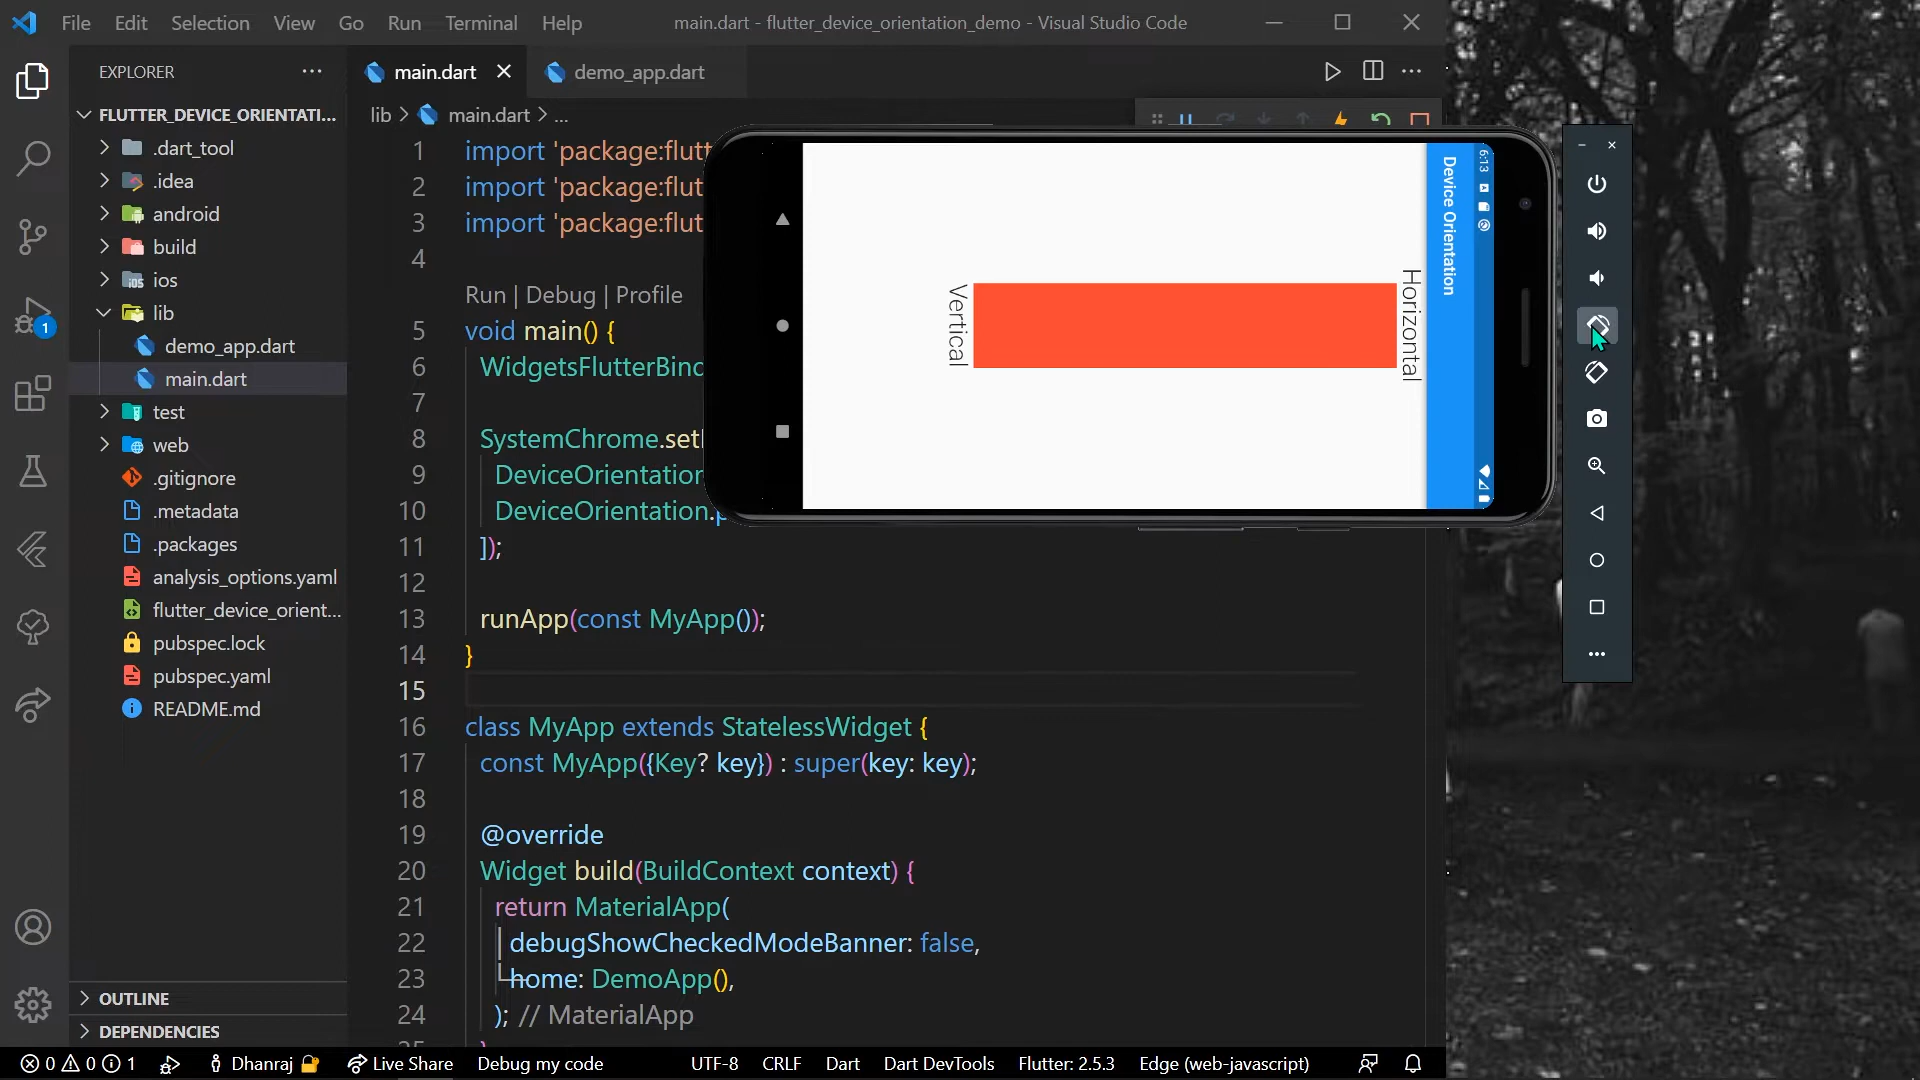 File Edit Selection View Go Run Terminal Help
main.dart - flutter_device_orientation_demo - Visual Studio Code
EXPLORER
FLUTTER_DEVICE_ORIENTATI...
.dart_tool
.idea
android
build
ios
lib
demo_app.dart
main.dart
test
web
.gitignore
.metadata
.packages
analysis_options.yaml
flutter_device_orient...
pubspec.lock
pubspec.yaml
README.md
OUTLINE
DEPENDENCIES
1
main.dart
demo_app.dart
lib > main.dart > ...
1 import 'package:flutt
2 import 'package:flut
3 import 'package:flut
4
Run | Debug | Profile
5 void main() {
6 WidgetsFlutterBinc
7
8 SystemChrome.set
9 DeviceOrientation
10 DeviceOrientation.p
11 ]);
12
13 runApp(const MyApp());
14 }
15
16 class MyApp extends StatelessWidget {
17 const MyApp({Key? key}) : super(key: key);
18
19 @override
20 Widget build(BuildContext context) {
21 return MaterialApp(
22 debugShowCheckedModeBanner: false,
23 home: DemoApp(),
24 ); // MaterialApp
6:13
Device Orientation
Horizontal
Vertical
0 0 1 Dhanraj Live Share Debug my code UTF-8 CRLF Dart Dart DevTools Flutter: 2.5.3 Edge (web-javascript)